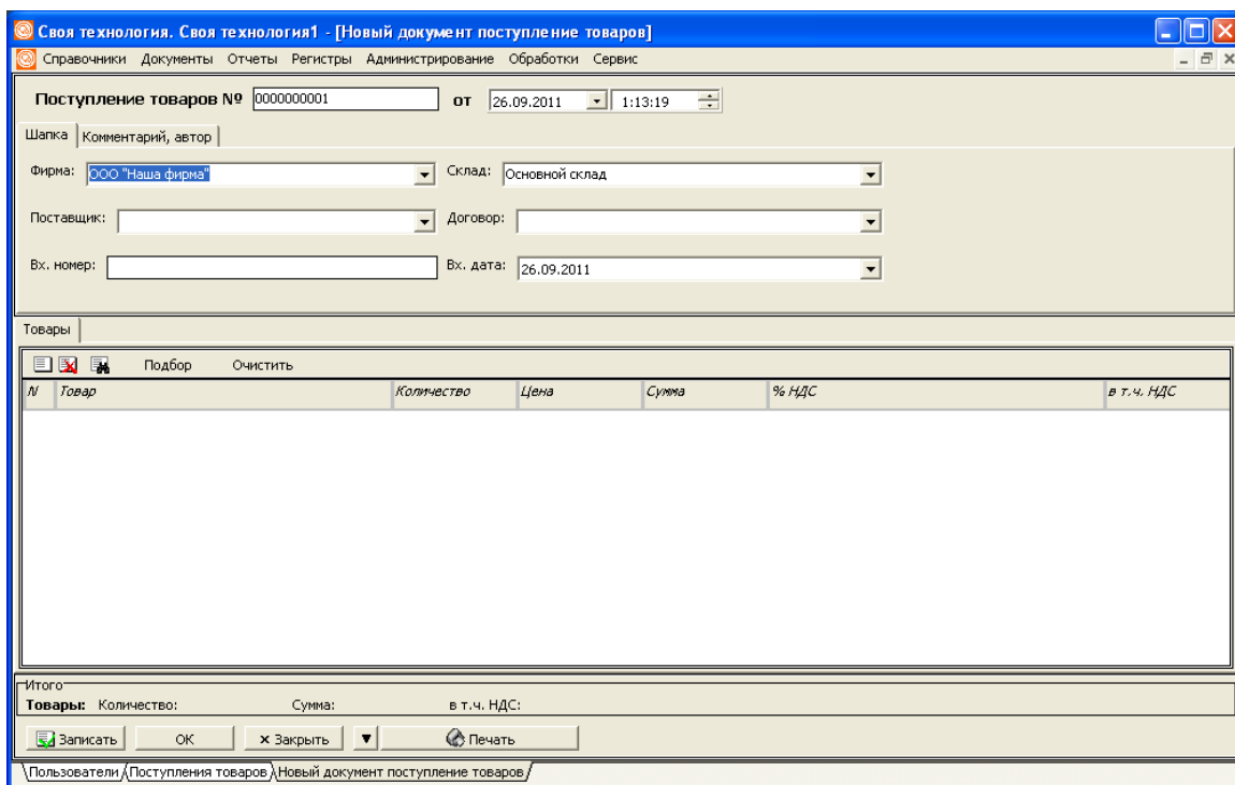 Своя технология. Своя технология1 - [Новый документ поступление товаров]
Справочники Документы Отчеты Регистры Администрирование Обработки Сервис
Поступление товаров № 0000000001 от 26.09.2011 1:13:19
Шапка Комментарий, автор
Фирма: ООО "Наша фирма" Склад: Основной склад
Поставщик: Договор:
Вх. номер: Вх. дата: 26.09.2011
Товары
Подбор Очистить
N Товар Количество Цена Сумма % НДС в т.ч. НДС
Итого
Товары: Количество: Сумма: в т.ч. НДС:
Записать ОК Закрыть Печать
Пользователи Поступления товаров Новый документ поступление товаров